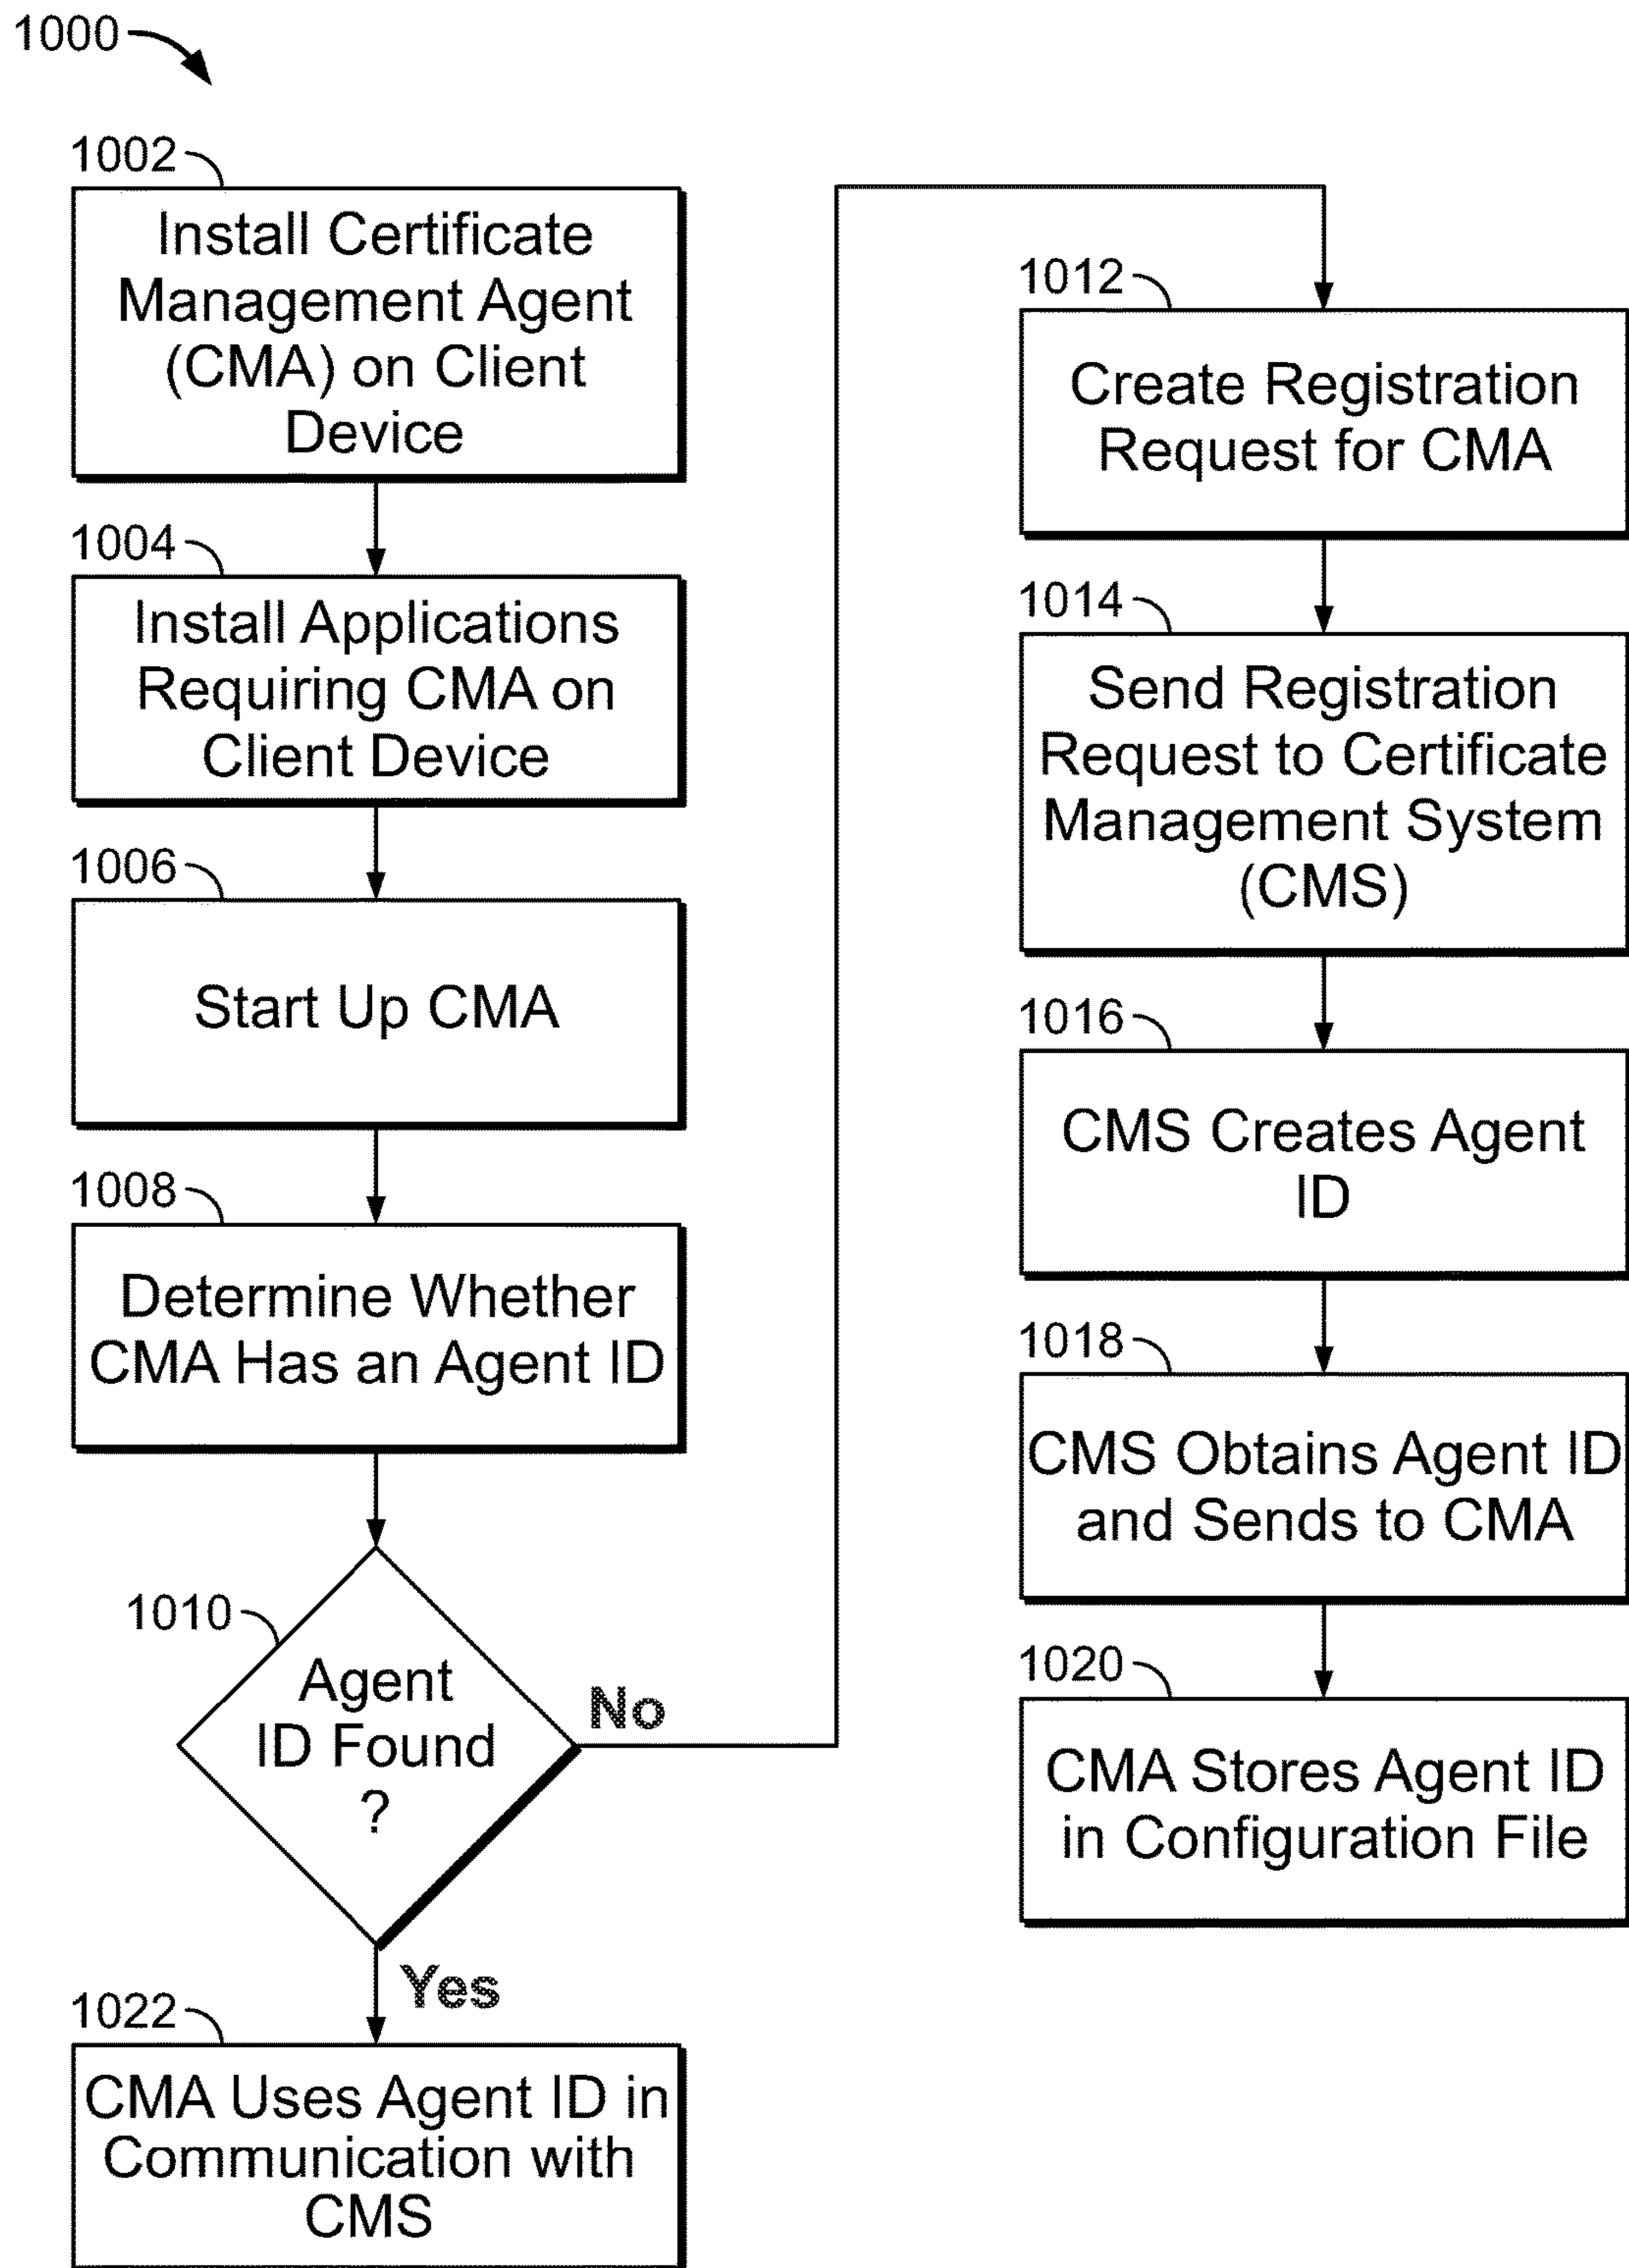 1000
1002
Install Certificate
Management Agent
(CMA) on Client
Device
1004
Install Applications
Requiring CMA on
Client Device
1006
Start Up CMA
1008
Determine Whether
CMA Has an Agent ID
1010
Agent
ID Found
?
No
Yes
1022
CMA Uses Agent ID in
Communication with
CMS
1012
Create Registration
Request for CMA
1014
Send Registration
Request to Certificate
Management System
(CMS)
1016
CMS Creates Agent
ID
1018
CMS Obtains Agent ID
and Sends to CMA
1020
CMA Stores Agent ID
in Configuration File